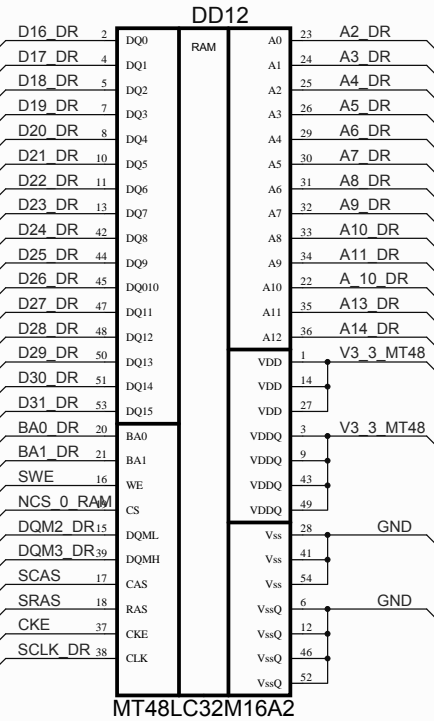 DD12
RAM
D16_DR 2 DQ0 A0 23 A2_DR
D17_DR 4 DQ1 A1 24 A3_DR
D18_DR 5 DQ2 A2 25 A4_DR
D19_DR 7 DQ3 A3 26 A5_DR
D20_DR 8 DQ4 A4 29 A6_DR
D21_DR 10 DQ5 A5 30 A7_DR
D22_DR 11 DQ6 A6 31 A8_DR
D23_DR 13 DQ7 A7 32 A9_DR
D24_DR 42 DQ8 A8 33 A10_DR
D25_DR 44 DQ9 A9 34 A11_DR
D26_DR 45 DQ010 A10 22 A_10_DR
D27_DR 47 DQ11 A11 35 A13_DR
D28_DR 48 DQ12 A12 36 A14_DR
D29_DR 50 DQ13 VDD 1 V3_3_MT48
D30_DR 51 DQ14 VDD 14
D31_DR 53 DQ15 VDD 27
BA0_DR 20 BA0 VDDQ 3 V3_3_MT48
BA1_DR 21 BA1 VDDQ 9
SWE 16 WE VDDQ 43
NCS_0_RAM 19 CS VDDQ 49
DQM2_DR 15 DQML Vss 28 GND
DQM3_DR 39 DQMH Vss 41
SCAS 17 CAS Vss 54
SRAS 18 RAS VssQ 6 GND
CKE 37 CKE VssQ 12
SCLK_DR 38 CLK VssQ 46
VssQ 52
MT48LC32M16A2